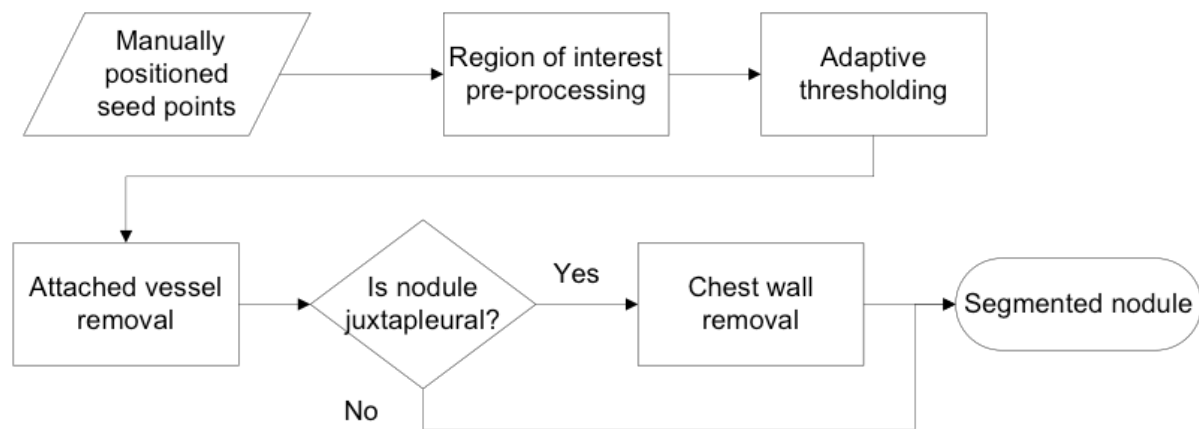 Manually
positioned
seed points
Region of interest
pre-processing
Adaptive
thresholding
Attached vessel
removal
Is nodule
juxtapleural?
Yes
No
Chest wall
removal
Segmented nodule